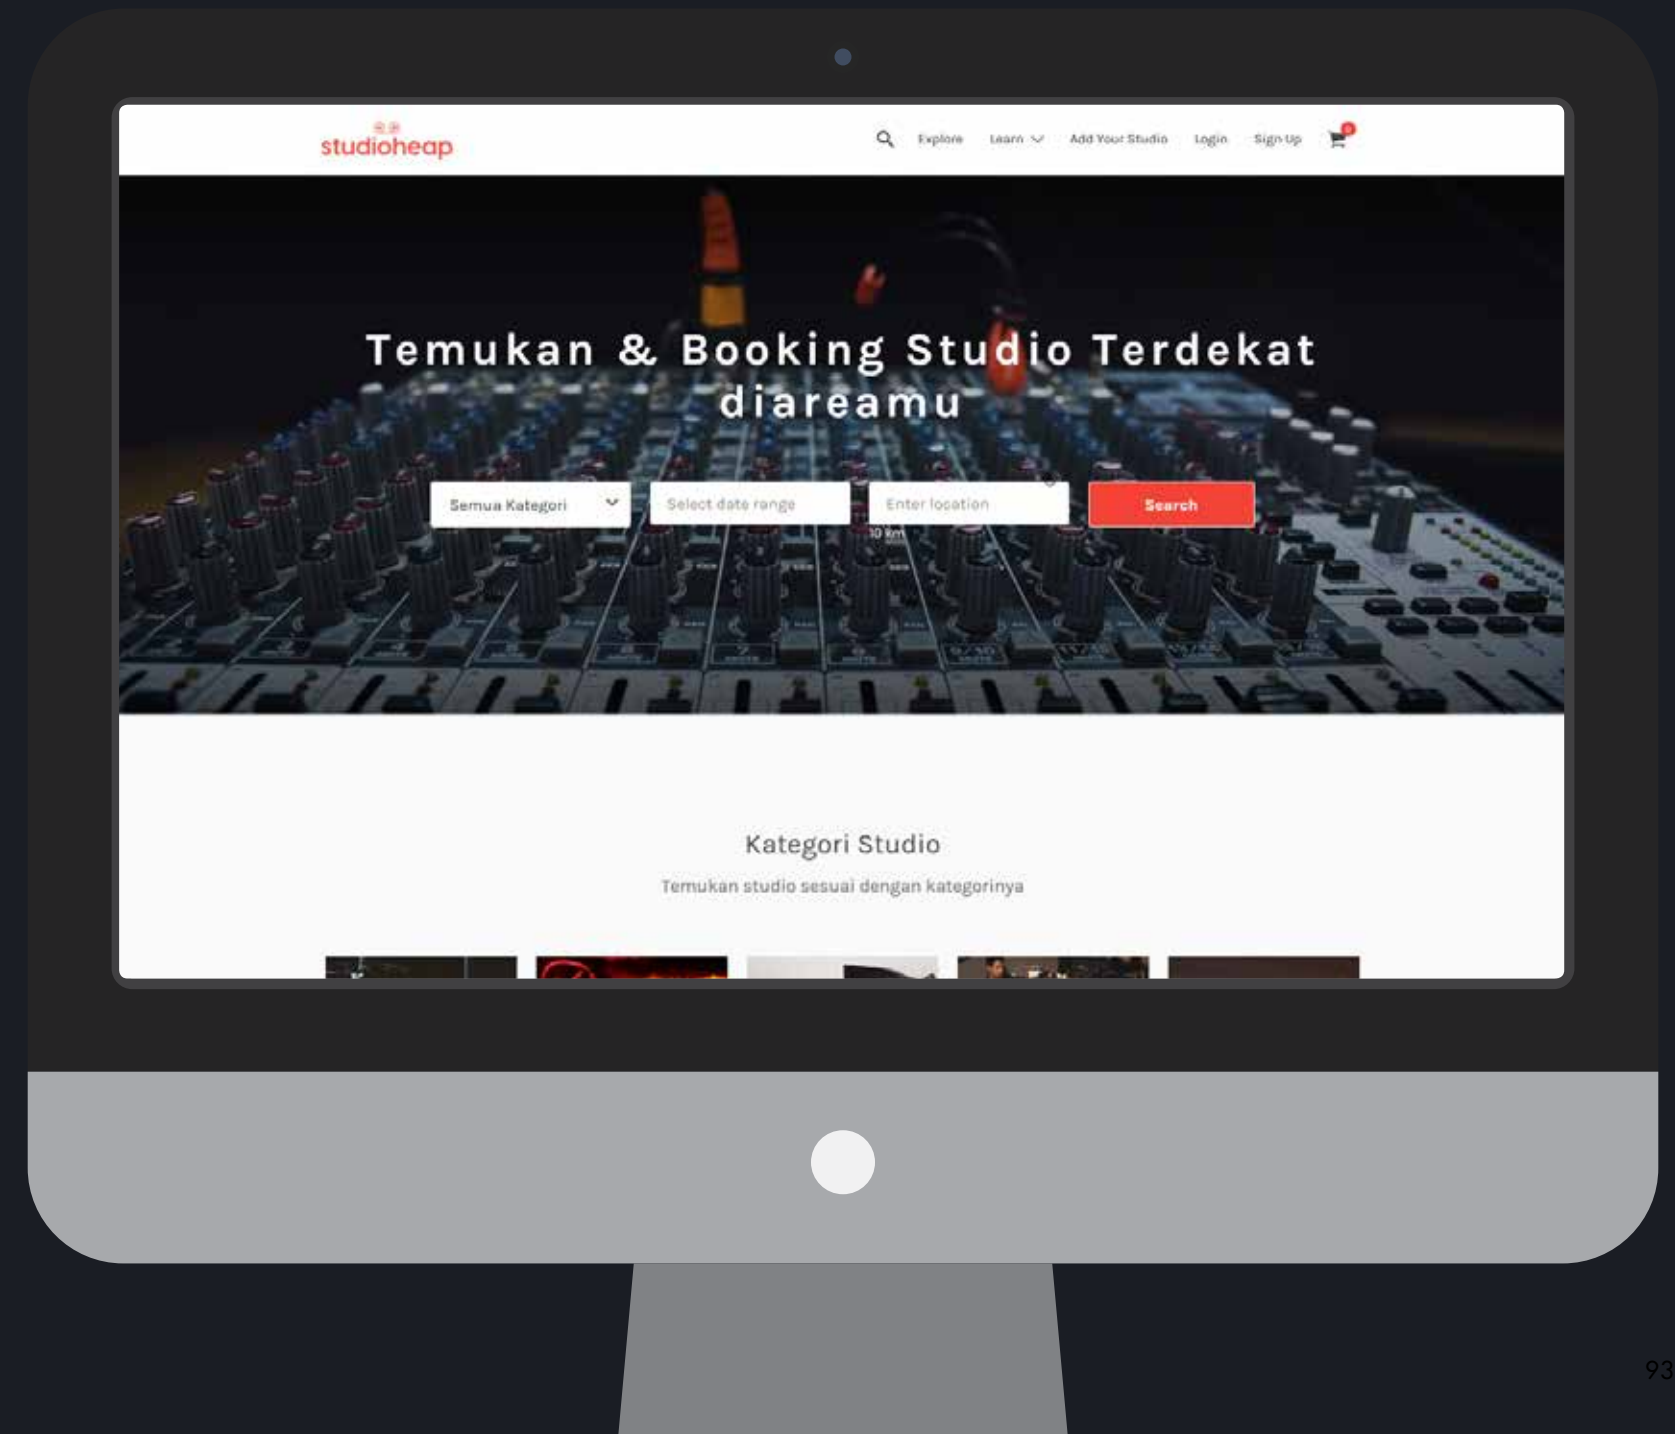 studioheap
Explore
Learn
Add Your Studio
Login
Sign Up
0
Temukan & Booking Studio Terdekat
diareamu
Semua Kategori
Select date range
Enter location
Search
10 km
Kategori Studio
Temukan studio sesuai dengan kategorinya
93